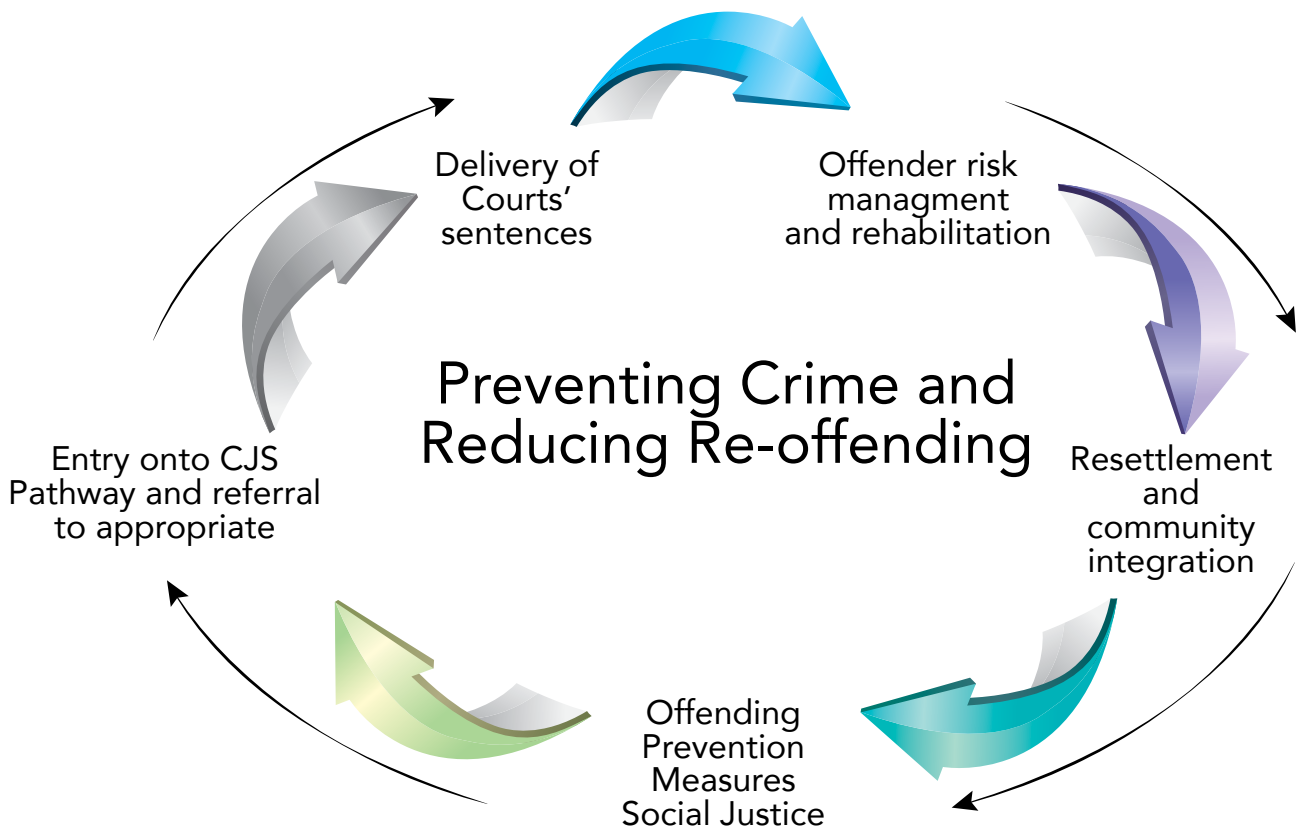 Delivery of
Courts’
sentences
Offender risk
managment
and rehabilitation
Preventing Crime and
Reducing Re-offending
Entry onto CJS
Pathway and referral
to appropriate
Resettlement
and
community
integration
Offending
Prevention
Measures
Social Justice